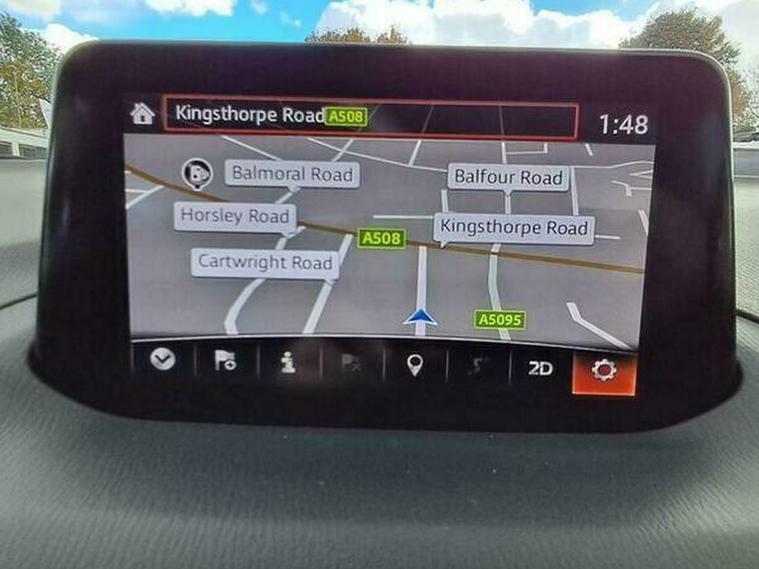 Kingsthorpe Road A508
1:48
Balmoral Road
Balfour Road
Horsley Road
A508
Kingsthorpe Road
Cartwright Road
A5095
2D